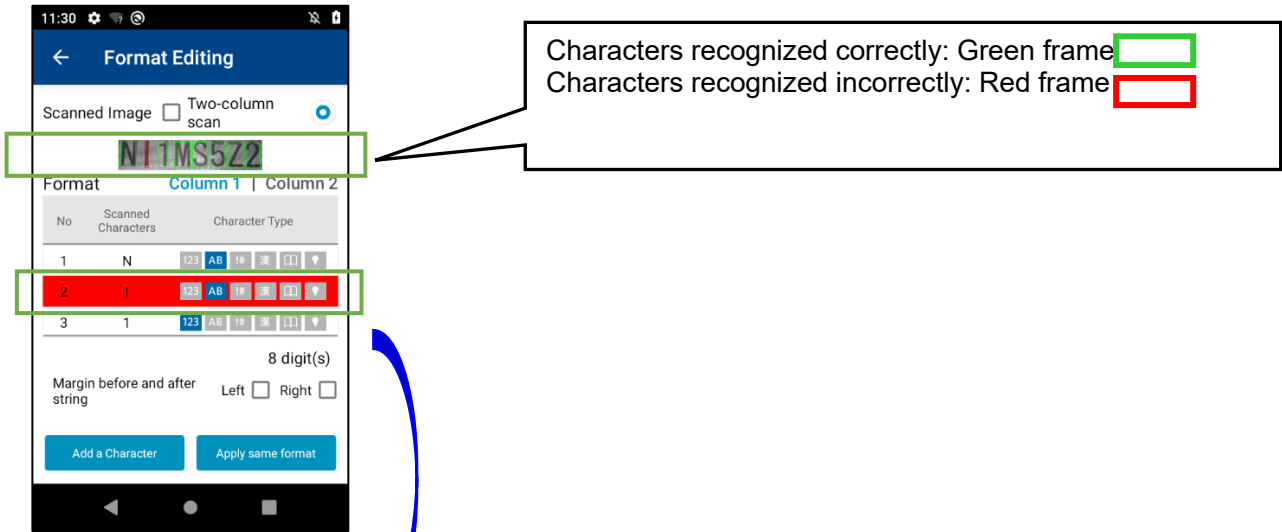 11:30
Format Editing
Scanned Image Two-column scan
NI1MS5Z2
Format Column 1 | Column 2
No Scanned Characters Character Type
1 N 123 AB !# 漢
2 I 123 AB !# 漢
3 1 123 AB !# 漢
8 digit(s)
Margin before and after string Left Right
Add a Character Apply same format
Characters recognized correctly: Green frame
Characters recognized incorrectly: Red frame